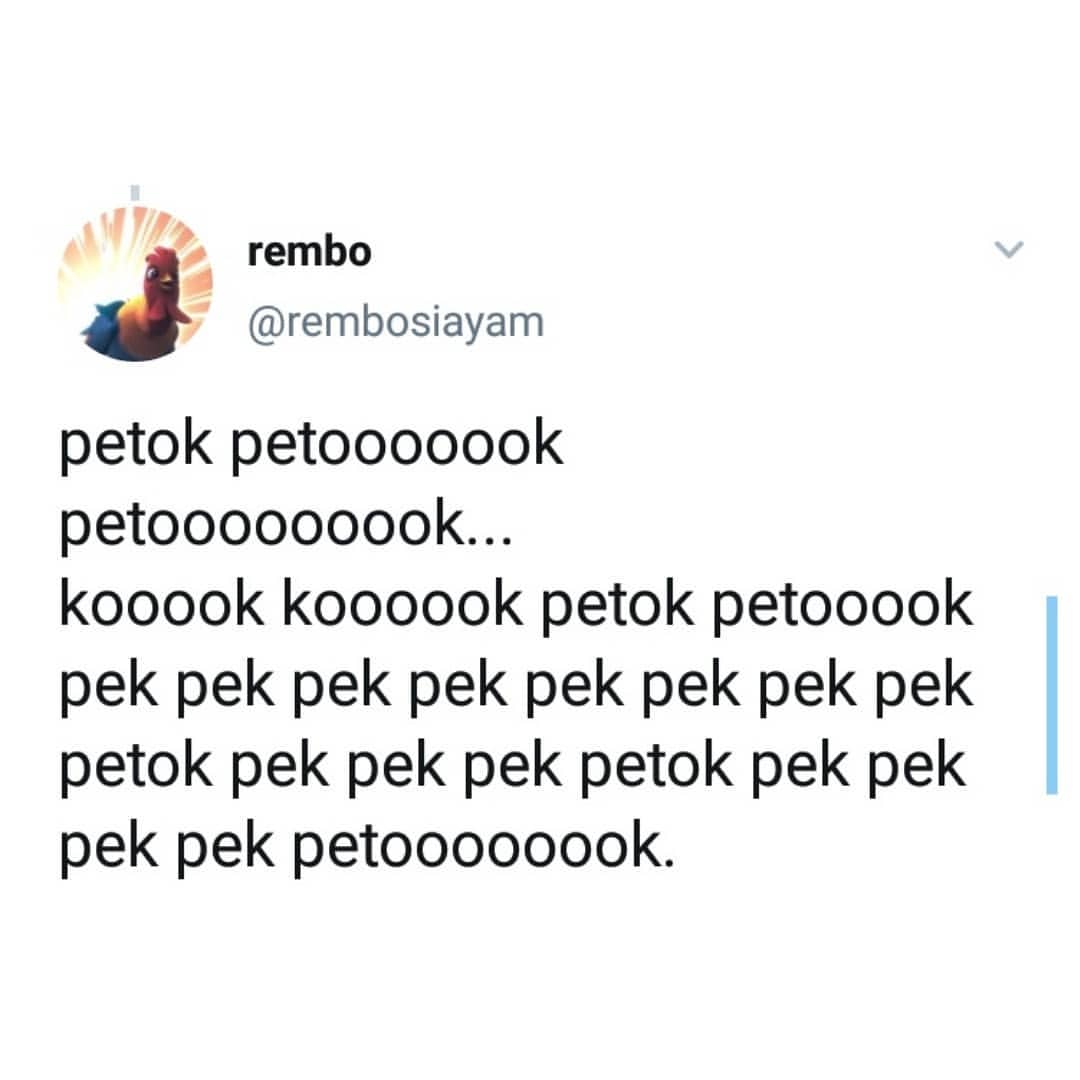 rembo
@rembosiayam
petok petooooook
petooooooook...
kooook koooook petok petooook
pek pek pek pek pek pek pek pek
petok pek pek pek petok pek pek
pek pek petoooooook.